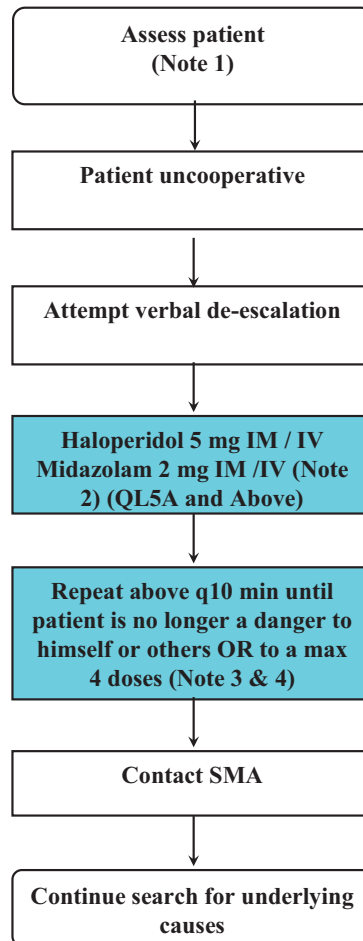 Assess patient
(Note 1)
Patient uncooperative
Attempt verbal de-escalation
Haloperidol 5 mg IM / IV
Midazolam 2 mg IM /IV (Note
2) (QL5A and Above)
Repeat above q10 min until
patient is no longer a danger to
himself or others OR to a max
4 doses (Note 3 & 4)
Contact SMA
Continue search for underlying
causes